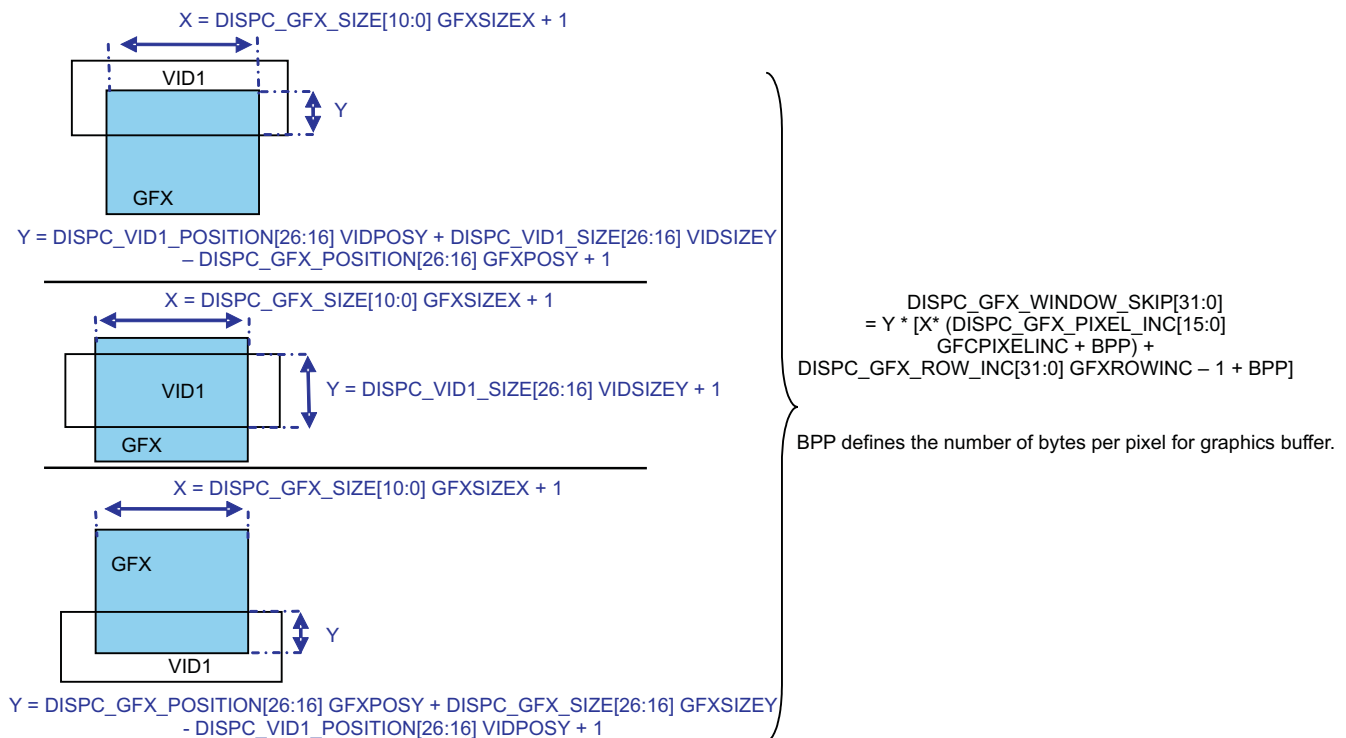 X = DISPC_GFX_SIZE[10:0] GFXSIZEX + 1
VID1
Y
GFX
Y = DISPC_VID1_POSITION[26:16] VIDPOSY + DISPC_VID1_SIZE[26:16] VIDSIZEY
– DISPC_GFX_POSITION[26:16] GFXPOSY + 1
X = DISPC_GFX_SIZE[10:0] GFXSIZEX + 1
VID1
Y = DISPC_VID1_SIZE[26:16] VIDSIZEY + 1
GFX
X = DISPC_GFX_SIZE[10:0] GFXSIZEX + 1
GFX
Y
VID1
Y = DISPC_GFX_POSITION[26:16] GFXPOSY + DISPC_GFX_SIZE[26:16] GFXSIZEY
- DISPC_VID1_POSITION[26:16] VIDPOSY + 1
DISPC_GFX_WINDOW_SKIP[31:0]
= Y * [X* (DISPC_GFX_PIXEL_INC[15:0]
GFCPIXELINC + BPP) +
DISPC_GFX_ROW_INC[31:0] GFXROWINC – 1 + BPP]
BPP defines the number of bytes per pixel for graphics buffer.